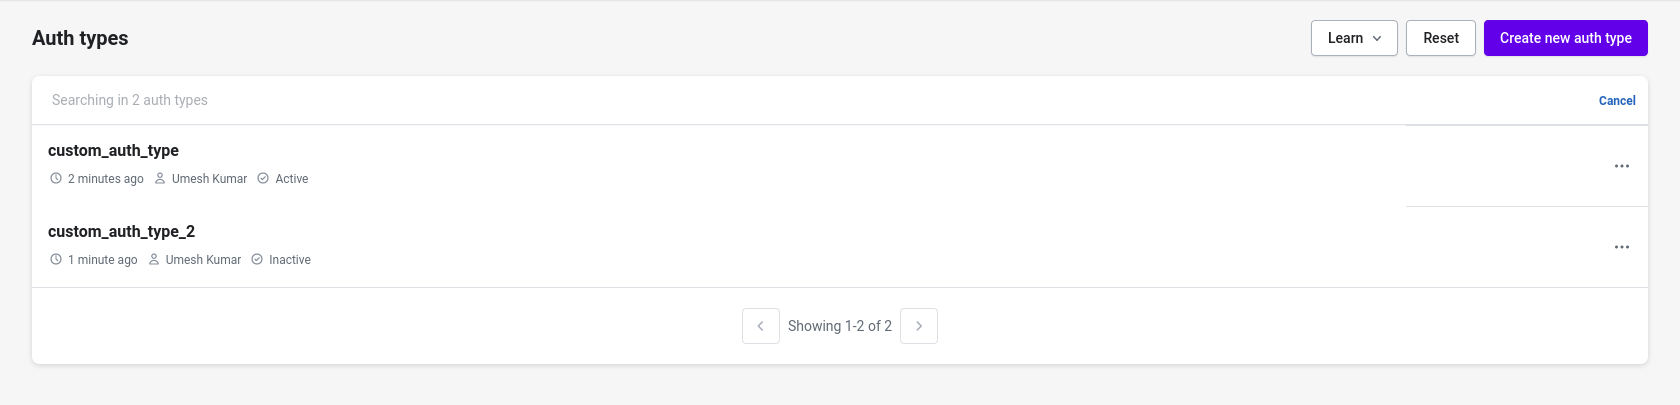 Auth types
Learn
Reset
Create new auth type
Searching in 2 auth types
Cancel
custom_auth_type
2 minutes ago Umesh Kumar Active
custom_auth_type_2
1 minute ago Umesh Kumar Inactive
Showing 1-2 of 2